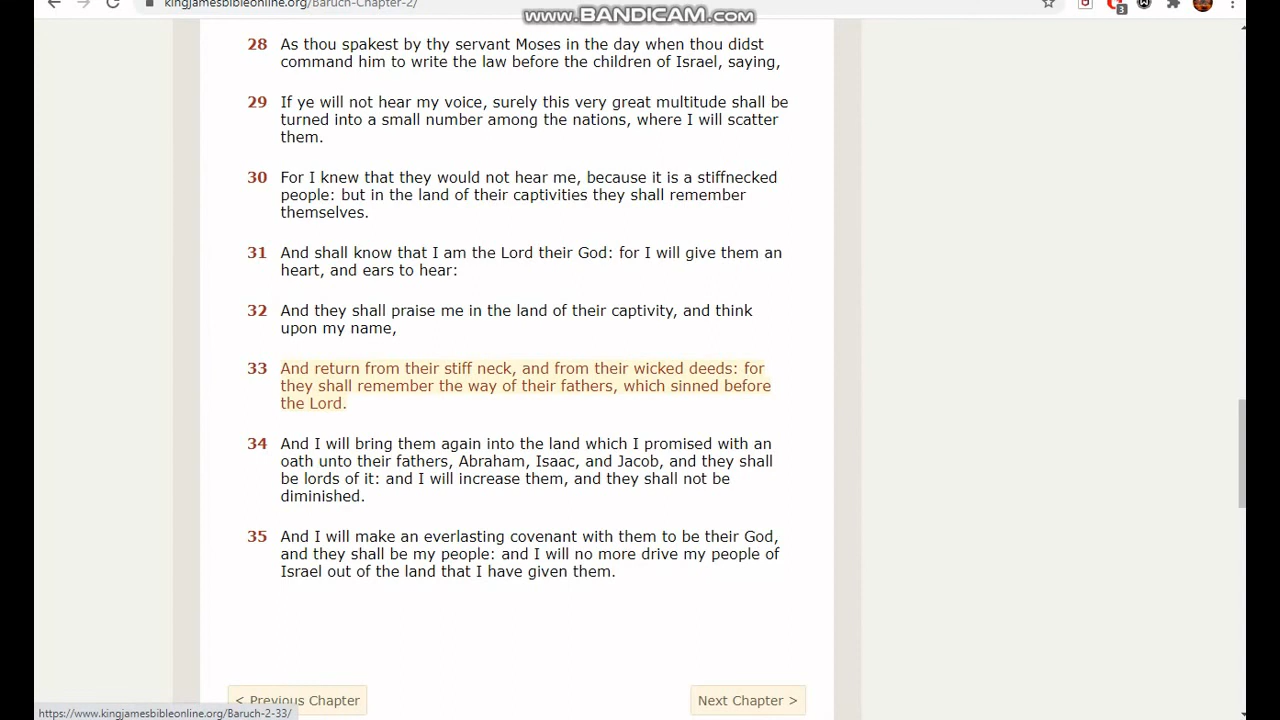 kingjamesbibleonline.org/Baruch-Chapter-2/
www.BANDICAM.com
3
28 As thou spakest by thy servant Moses in the day when thou didst
command him to write the law before the children of Israel, saying,
29 If ye will not hear my voice, surely this very great multitude shall be
turned into a small number among the nations, where I will scatter
them.
30 For I knew that they would not hear me, because it is a stiffnecked
people: but in the land of their captivities they shall remember
themselves.
31 And shall know that I am the Lord their God: for I will give them an
heart, and ears to hear:
32 And they shall praise me in the land of their captivity, and think
upon my name,
33 And return from their stiff neck, and from their wicked deeds: for
they shall remember the way of their fathers, which sinned before
the Lord.
34 And I will bring them again into the land which I promised with an
oath unto their fathers, Abraham, Isaac, and Jacob, and they shall
be lords of it: and I will increase them, and they shall not be
diminished.
35 And I will make an everlasting covenant with them to be their God,
and they shall be my people: and I will no more drive my people of
Israel out of the land that I have given them.
< Previous Chapter
Next Chapter >
https://www.kingjamesbibleonline.org/Baruch-2-33/